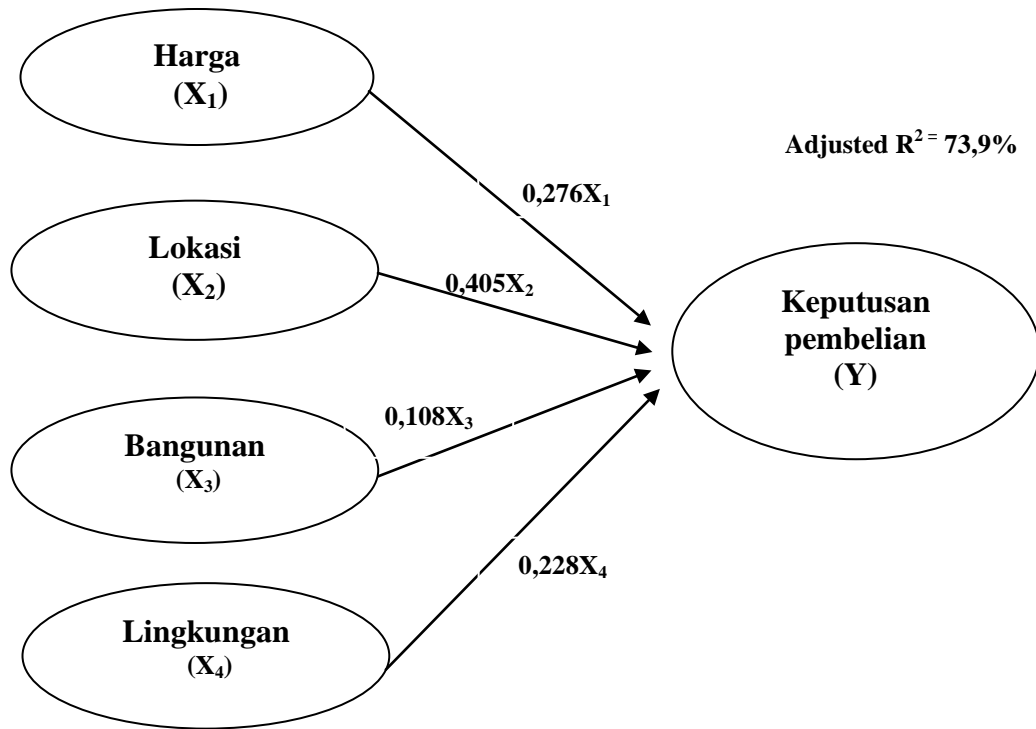 Harga
(X₁)
Adjusted R² ⁼ 73,9%
0,276X₁
Lokasi
(X₂)
0,405X₂
Keputusan
pembelian
(Y)
0,108X₃
Bangunan
(X₃)
0,228X₄
Lingkungan
(X₄)